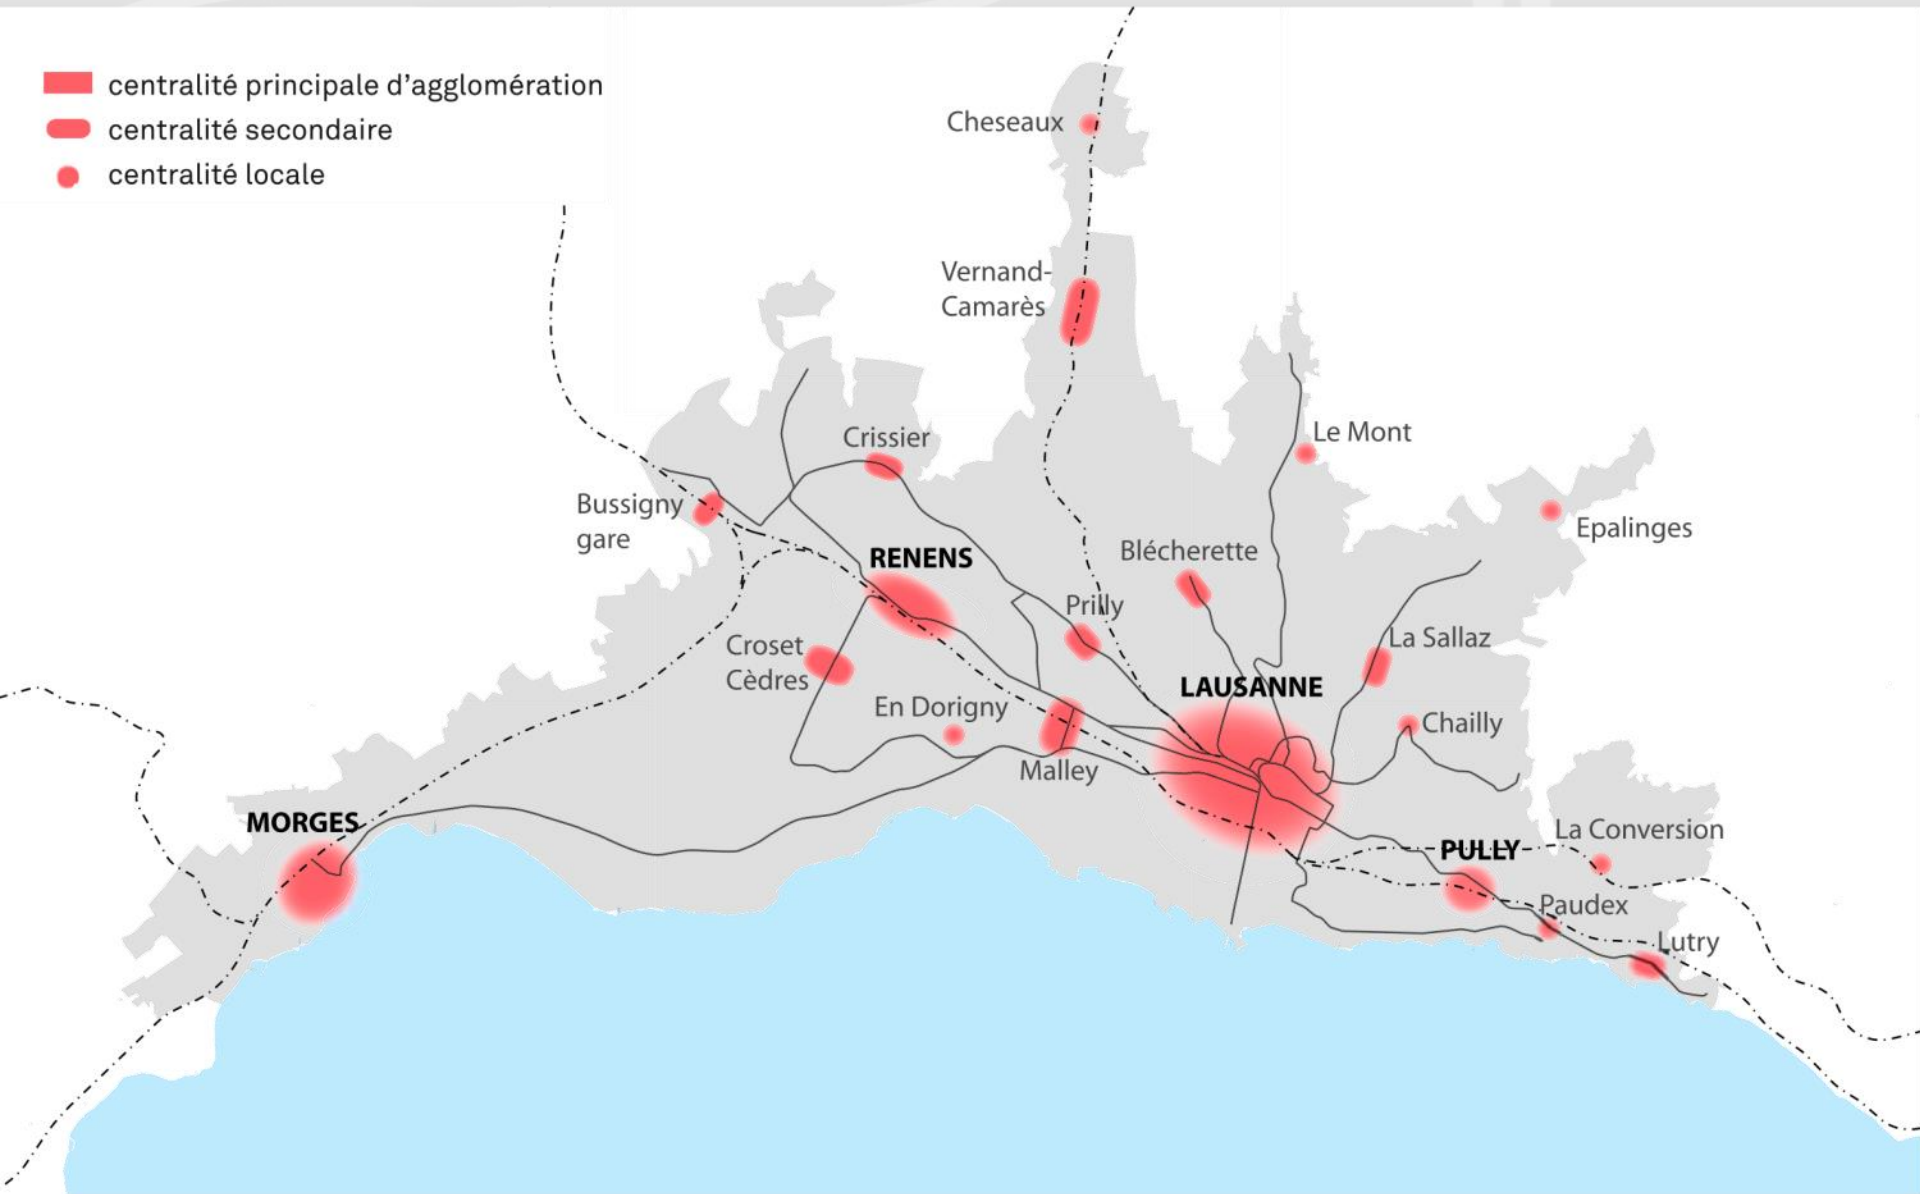 centralité principale d'agglomération
centralité secondaire
centralité locale
Cheseaux
Vernand-
Camarès
Le Mont
Crissier
Bussigny
gare
Epalinges
Blécherette
RENENS
Prilly
La Sallaz
Croset
Cèdres
LAUSANNE
En Dorigny
Chailly
Malley
MORGES
La Conversion
PULLY
Paudex
Lutry